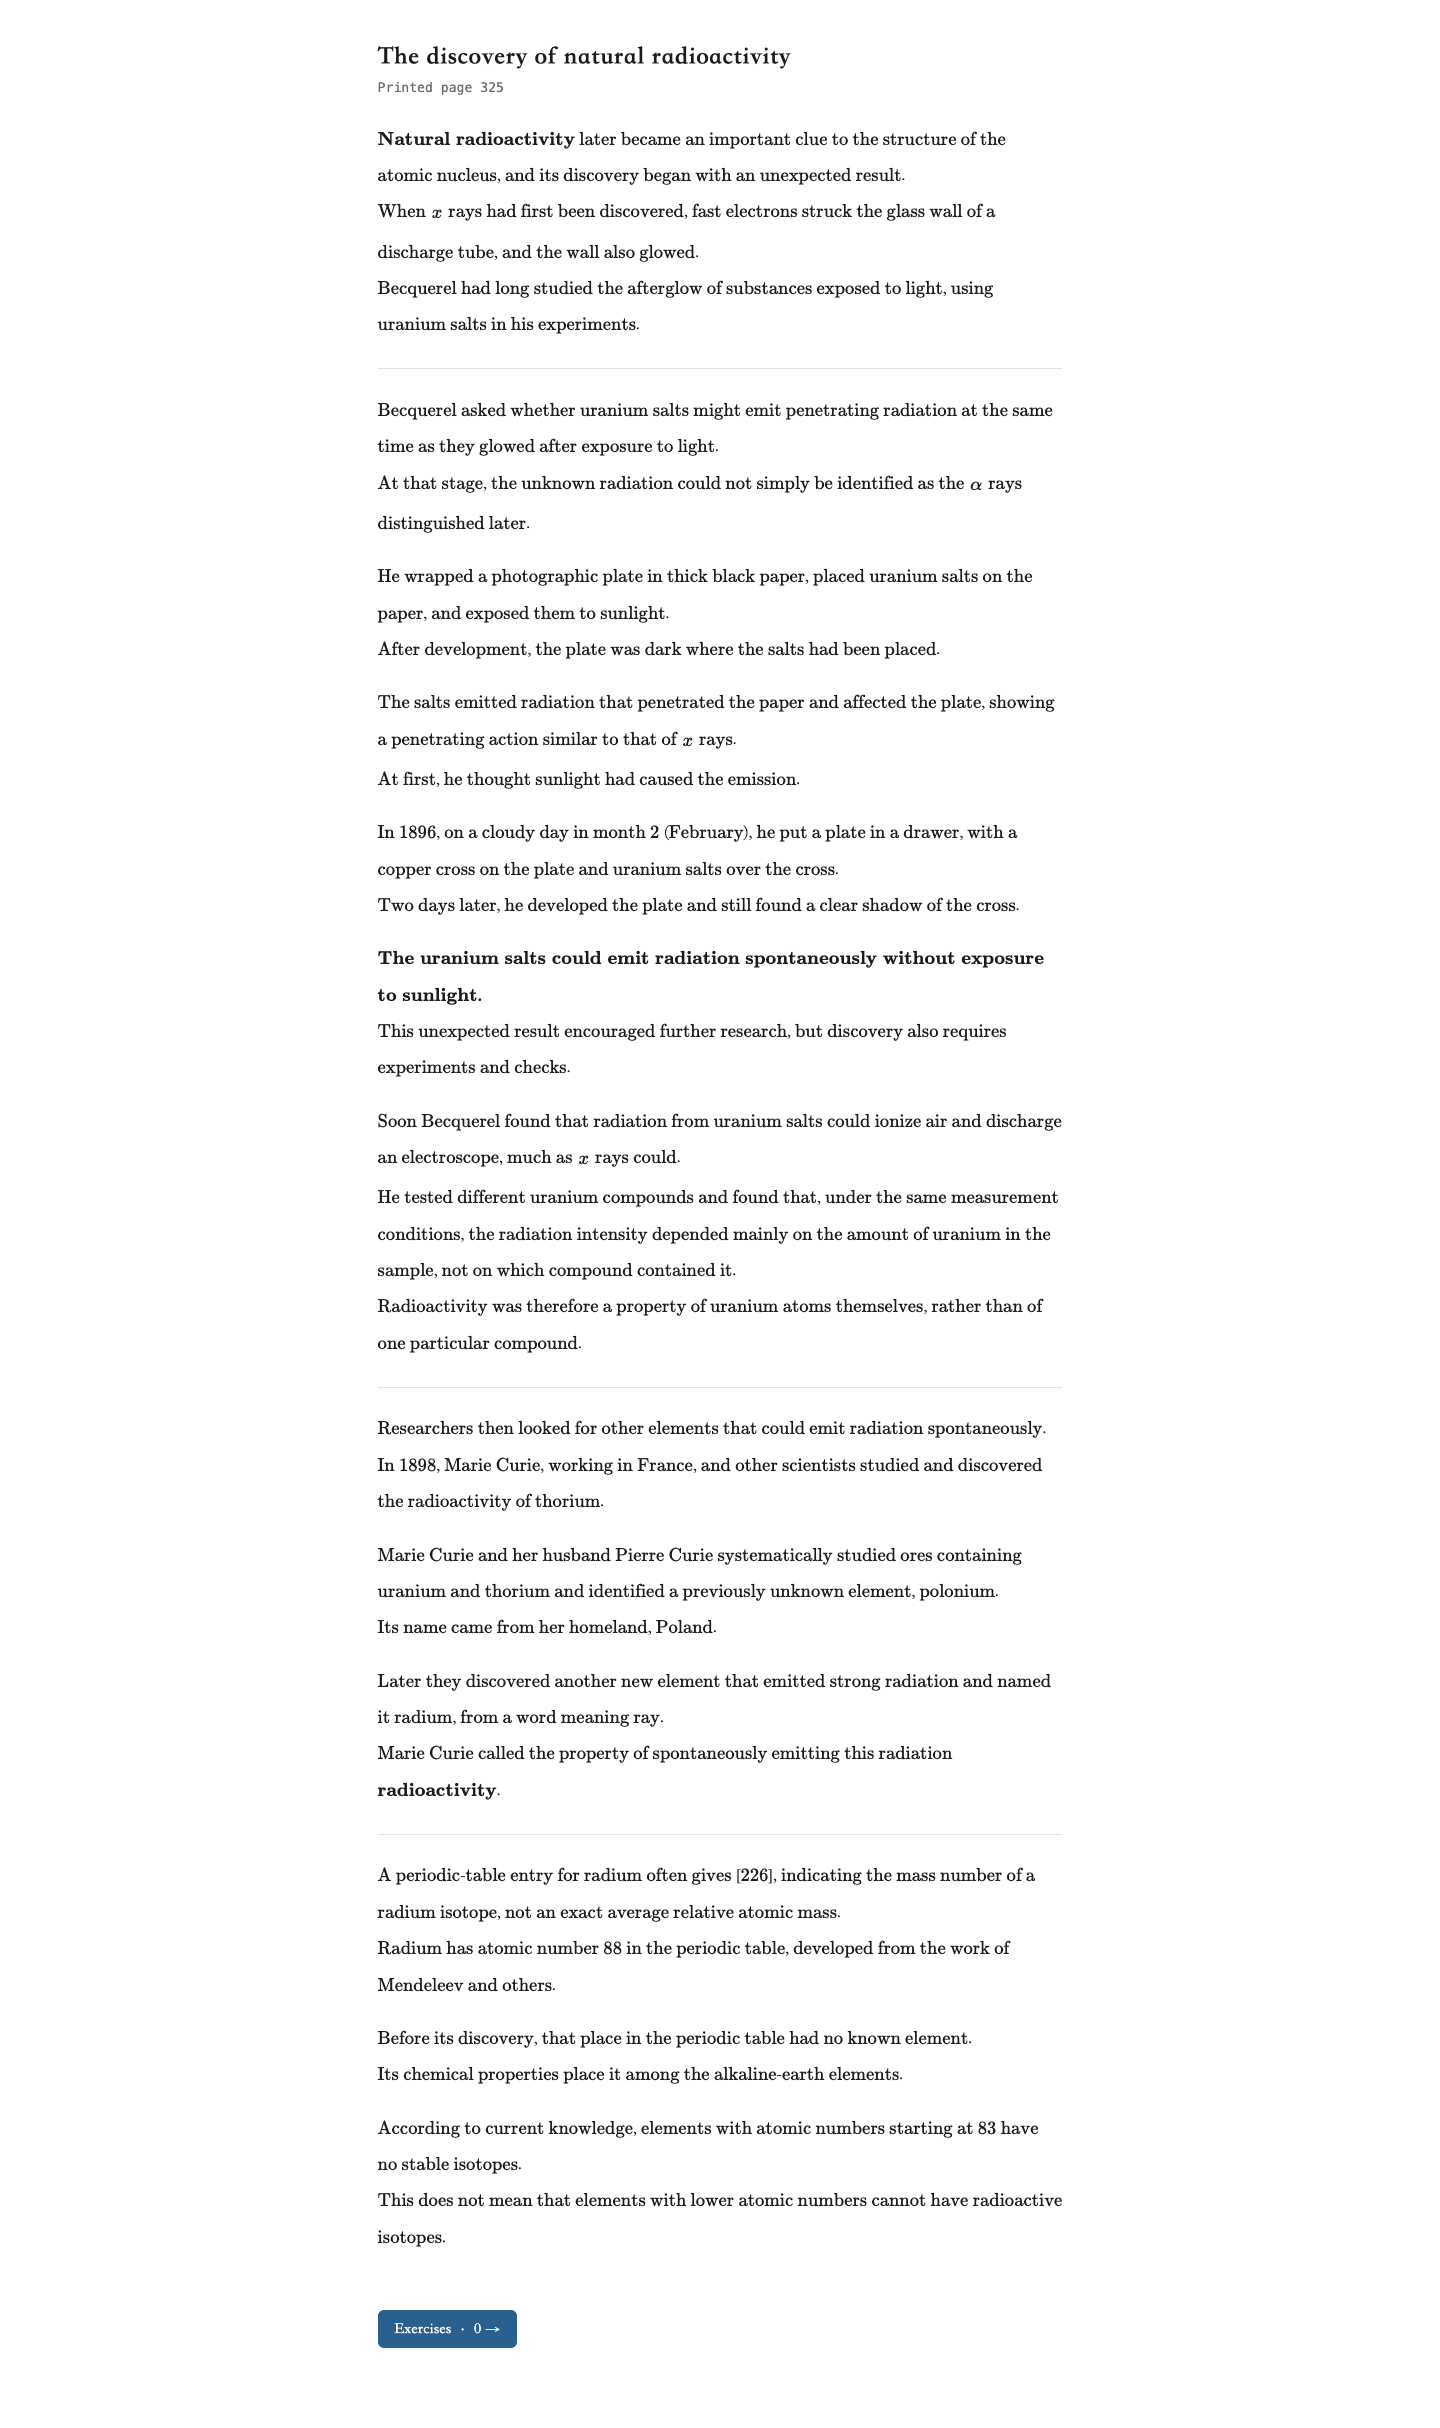 The discovery of natural radioactivity
Printed page 325
Natural radioactivity later became an important clue to the structure of the
atomic nucleus, and its discovery began with an unexpected result.
When x rays had first been discovered, fast electrons struck the glass wall of a
discharge tube, and the wall also glowed.
Becquerel had long studied the afterglow of substances exposed to light, using
uranium salts in his experiments.
Becquerel asked whether uranium salts might emit penetrating radiation at the same
time as they glowed after exposure to light.
At that stage, the unknown radiation could not simply be identified as the α rays
distinguished later.
He wrapped a photographic plate in thick black paper, placed uranium salts on the
paper, and exposed them to sunlight.
After development, the plate was dark where the salts had been placed.
The salts emitted radiation that penetrated the paper and affected the plate, showing
a penetrating action similar to that of x rays.
At first, he thought sunlight had caused the emission.
In 1896, on a cloudy day in month 2 (February), he put a plate in a drawer, with a
copper cross on the plate and uranium salts over the cross.
Two days later, he developed the plate and still found a clear shadow of the cross.
The uranium salts could emit radiation spontaneously without exposure
to sunlight.
This unexpected result encouraged further research, but discovery also requires
experiments and checks.
Soon Becquerel found that radiation from uranium salts could ionize air and discharge
an electroscope, much as x rays could.
He tested different uranium compounds and found that, under the same measurement
conditions, the radiation intensity depended mainly on the amount of uranium in the
sample, not on which compound contained it.
Radioactivity was therefore a property of uranium atoms themselves, rather than of
one particular compound.
Researchers then looked for other elements that could emit radiation spontaneously.
In 1898, Marie Curie, working in France, and other scientists studied and discovered
the radioactivity of thorium.
Marie Curie and her husband Pierre Curie systematically studied ores containing
uranium and thorium and identified a previously unknown element, polonium.
Its name came from her homeland, Poland.
Later they discovered another new element that emitted strong radiation and named
it radium, from a word meaning ray.
Marie Curie called the property of spontaneously emitting this radiation
radioactivity.
A periodic-table entry for radium often gives [226], indicating the mass number of a
radium isotope, not an exact average relative atomic mass.
Radium has atomic number 88 in the periodic table, developed from the work of
Mendeleev and others.
Before its discovery, that place in the periodic table had no known element.
Its chemical properties place it among the alkaline-earth elements.
According to current knowledge, elements with atomic numbers starting at 83 have
no stable isotopes.
This does not mean that elements with lower atomic numbers cannot have radioactive
isotopes.
Exercises · 0 →